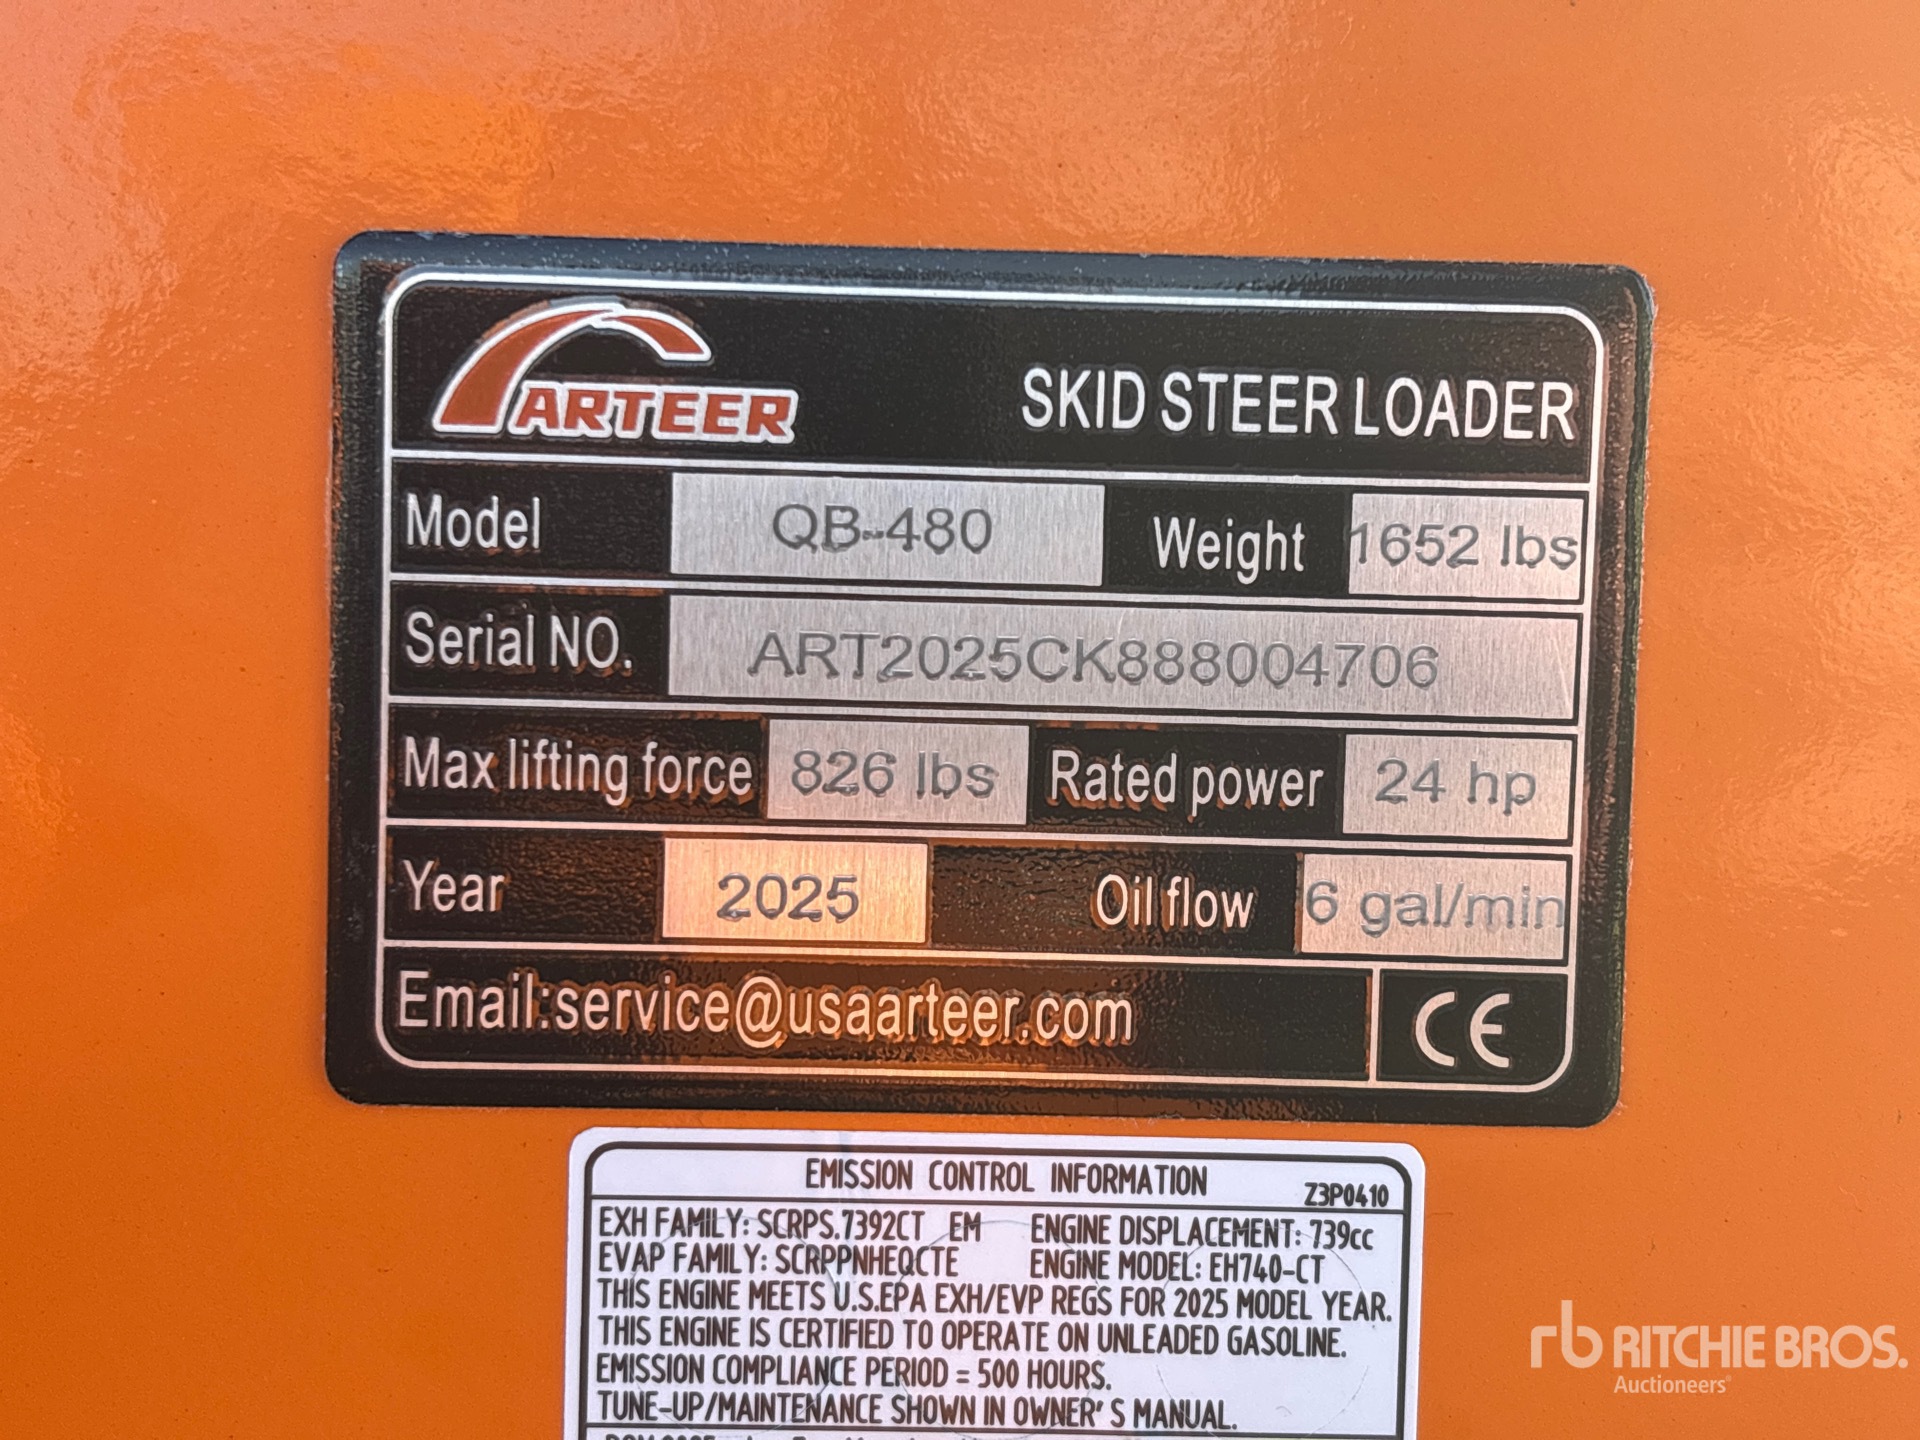 ARTEER SKID STEER LOADER
Model QB-480 Weight 1652 lbs
Serial NO. ART2025CK888004706
Max lifting force 826 lbs Rated power 24 hp
Year 2025 Oil flow 6 gal/min
Email:service@usaarteer.com CE
EMISSION CONTROL INFORMATION Z3P0410
EXH FAMILY: SCRPS.7392CT EM ENGINE DISPLACEMENT: 739cc
EVAP FAMILY: SCRPPNHEQCTE ENGINE MODEL: EH740-CT
THIS ENGINE MEETS U.S.EPA EXH/EVP REGS FOR 2025 MODEL YEAR.
THIS ENGINE IS CERTIFIED TO OPERATE ON UNLEADED GASOLINE.
EMISSION COMPLIANCE PERIOD = 500 HOURS.
TUNE-UP/MAINTENANCE SHOWN IN OWNER'S MANUAL.
rb RITCHIE BROS.
Auctioneers